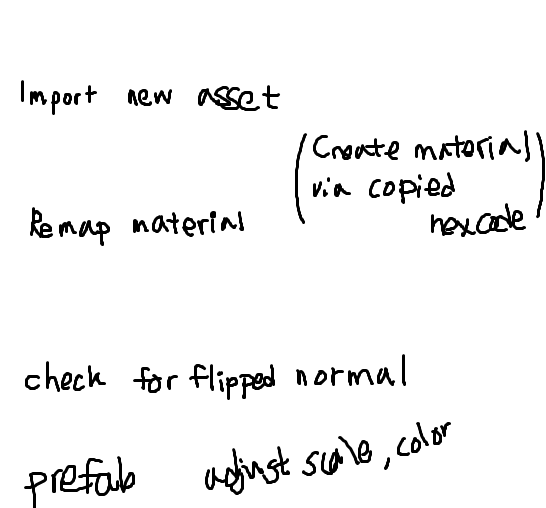 Import new asset
(Create material
via copied
hexcode)
Remap material
check for flipped normal
prefab adjust scale, color